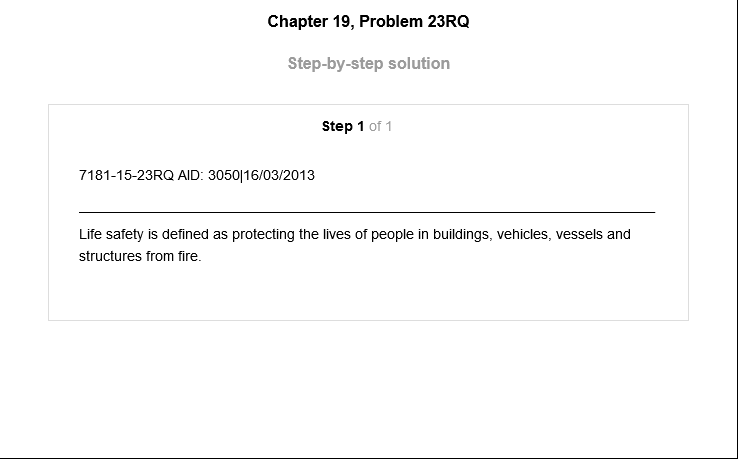 Chapter 19, Problem 23RQ
Step-by-step solution
Step 1 of 1
7181-15-23RQ AID: 3050|16/03/2013
Life safety is defined as protecting the lives of people in buildings, vehicles, vessels and
structures from fire.